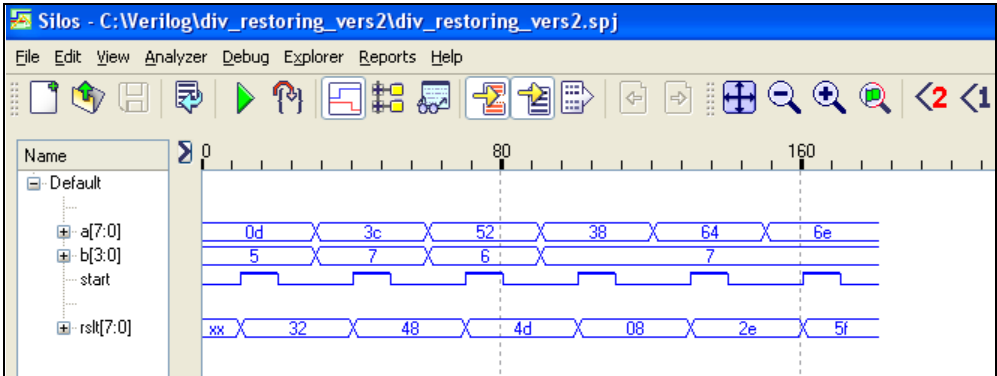 Silos - C:\Verilog\div_restoring_vers2\div_restoring_vers2.spj
File Edit View Analyzer Debug Explorer Reports Help
2 1
Name Σ 0 80 160
Default
a[7:0] 0d 3c 52 38 64 6e
b[3:0] 5 7 6 7
start
rslt[7:0] xx 32 48 4d 08 2e 5f